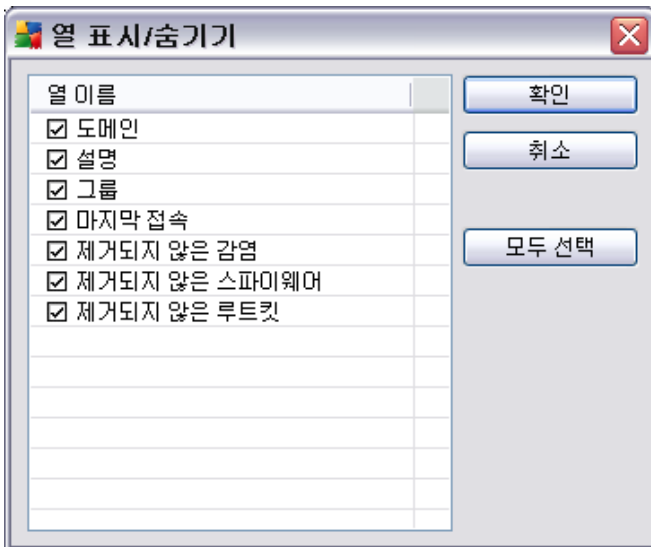 열 표시/숨기기
열 이름
도메인
설명
그룹
마지막 접속
제거되지 않은 감염
제거되지 않은 스파이웨어
제거되지 않은 루트킷
확인
취소
모두 선택